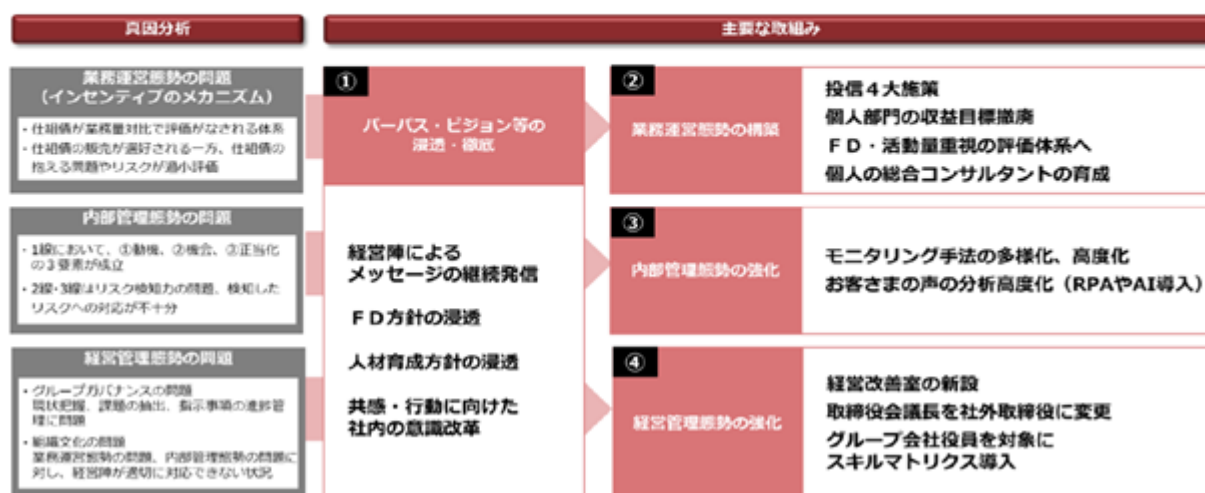 真因分析
主要な取組み
業務運営態勢の問題
(インセンティブのメカニズム)
・仕組債が業務量対比で評価がなされる体系
・仕組債の販売が選好される一方、仕組債の
抱える問題やリスクが過小評価
内部管理態勢の問題
・1線において、①動機、②機会、③正当化
の3要素が成立
・2線・3線はリスク検知力の問題、検知した
リスクへの対応が不十分
経営管理態勢の問題
・グループガバナンスの問題
現状把握、課題の抽出、指示事項の進捗管
理に問題
・組織文化の問題
業務運営態勢の問題、内部管理態勢の問題に
対し、経営陣が適切に対応できない状況
①
パーパス・ビジョン等の
浸透・徹底
経営陣による
メッセージの継続発信
ＦＤ方針の浸透
人材育成方針の浸透
共感・行動に向けた
社内の意識改革
②
業務運営態勢の構築
投信４大施策
個人部門の収益目標撤廃
ＦＤ・活動量重視の評価体系へ
個人の総合コンサルタントの育成
③
内部管理態勢の強化
モニタリング手法の多様化、高度化
お客さまの声の分析高度化（RPAやAI導入）
④
経営管理態勢の強化
経営改善室の新設
取締役会議長を社外取締役に変更
グループ会社役員を対象に
スキルマトリクス導入